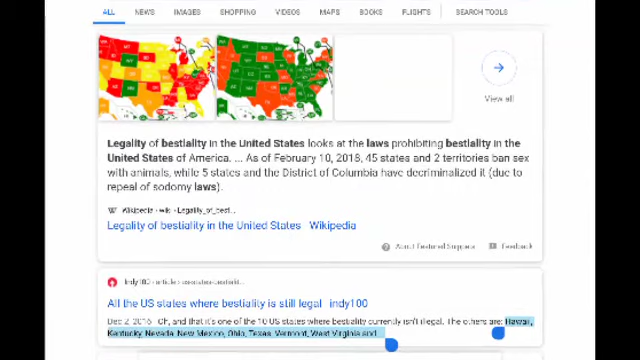 ALL NEWS IMAGES SHOPPING VIDEOS MAPS BOOKS FLIGHTS SEARCH TOOLS
View all
Legality of bestiality in the United States looks at the laws prohibiting bestiality in the
United States of America. ... As of February 10, 2018, 45 states and 2 territories ban sex
with animals, while 5 states and the District of Columbia have decriminalized it (due to
repeal of sodomy laws).
W Wikipedia › wiki › Legality_of_best...
Legality of bestiality in the United States - Wikipedia
About Featured Snippets Feedback
All the US states where bestiality is still legal | indy100
Dec 2, 2016 - Oh, and that it's one of the 10 US states where bestiality currently isn't illegal. The others are: Hawaii,
Kentucky, Nevada, New Mexico, Ohio, Texas, Vermont, West Virginia and